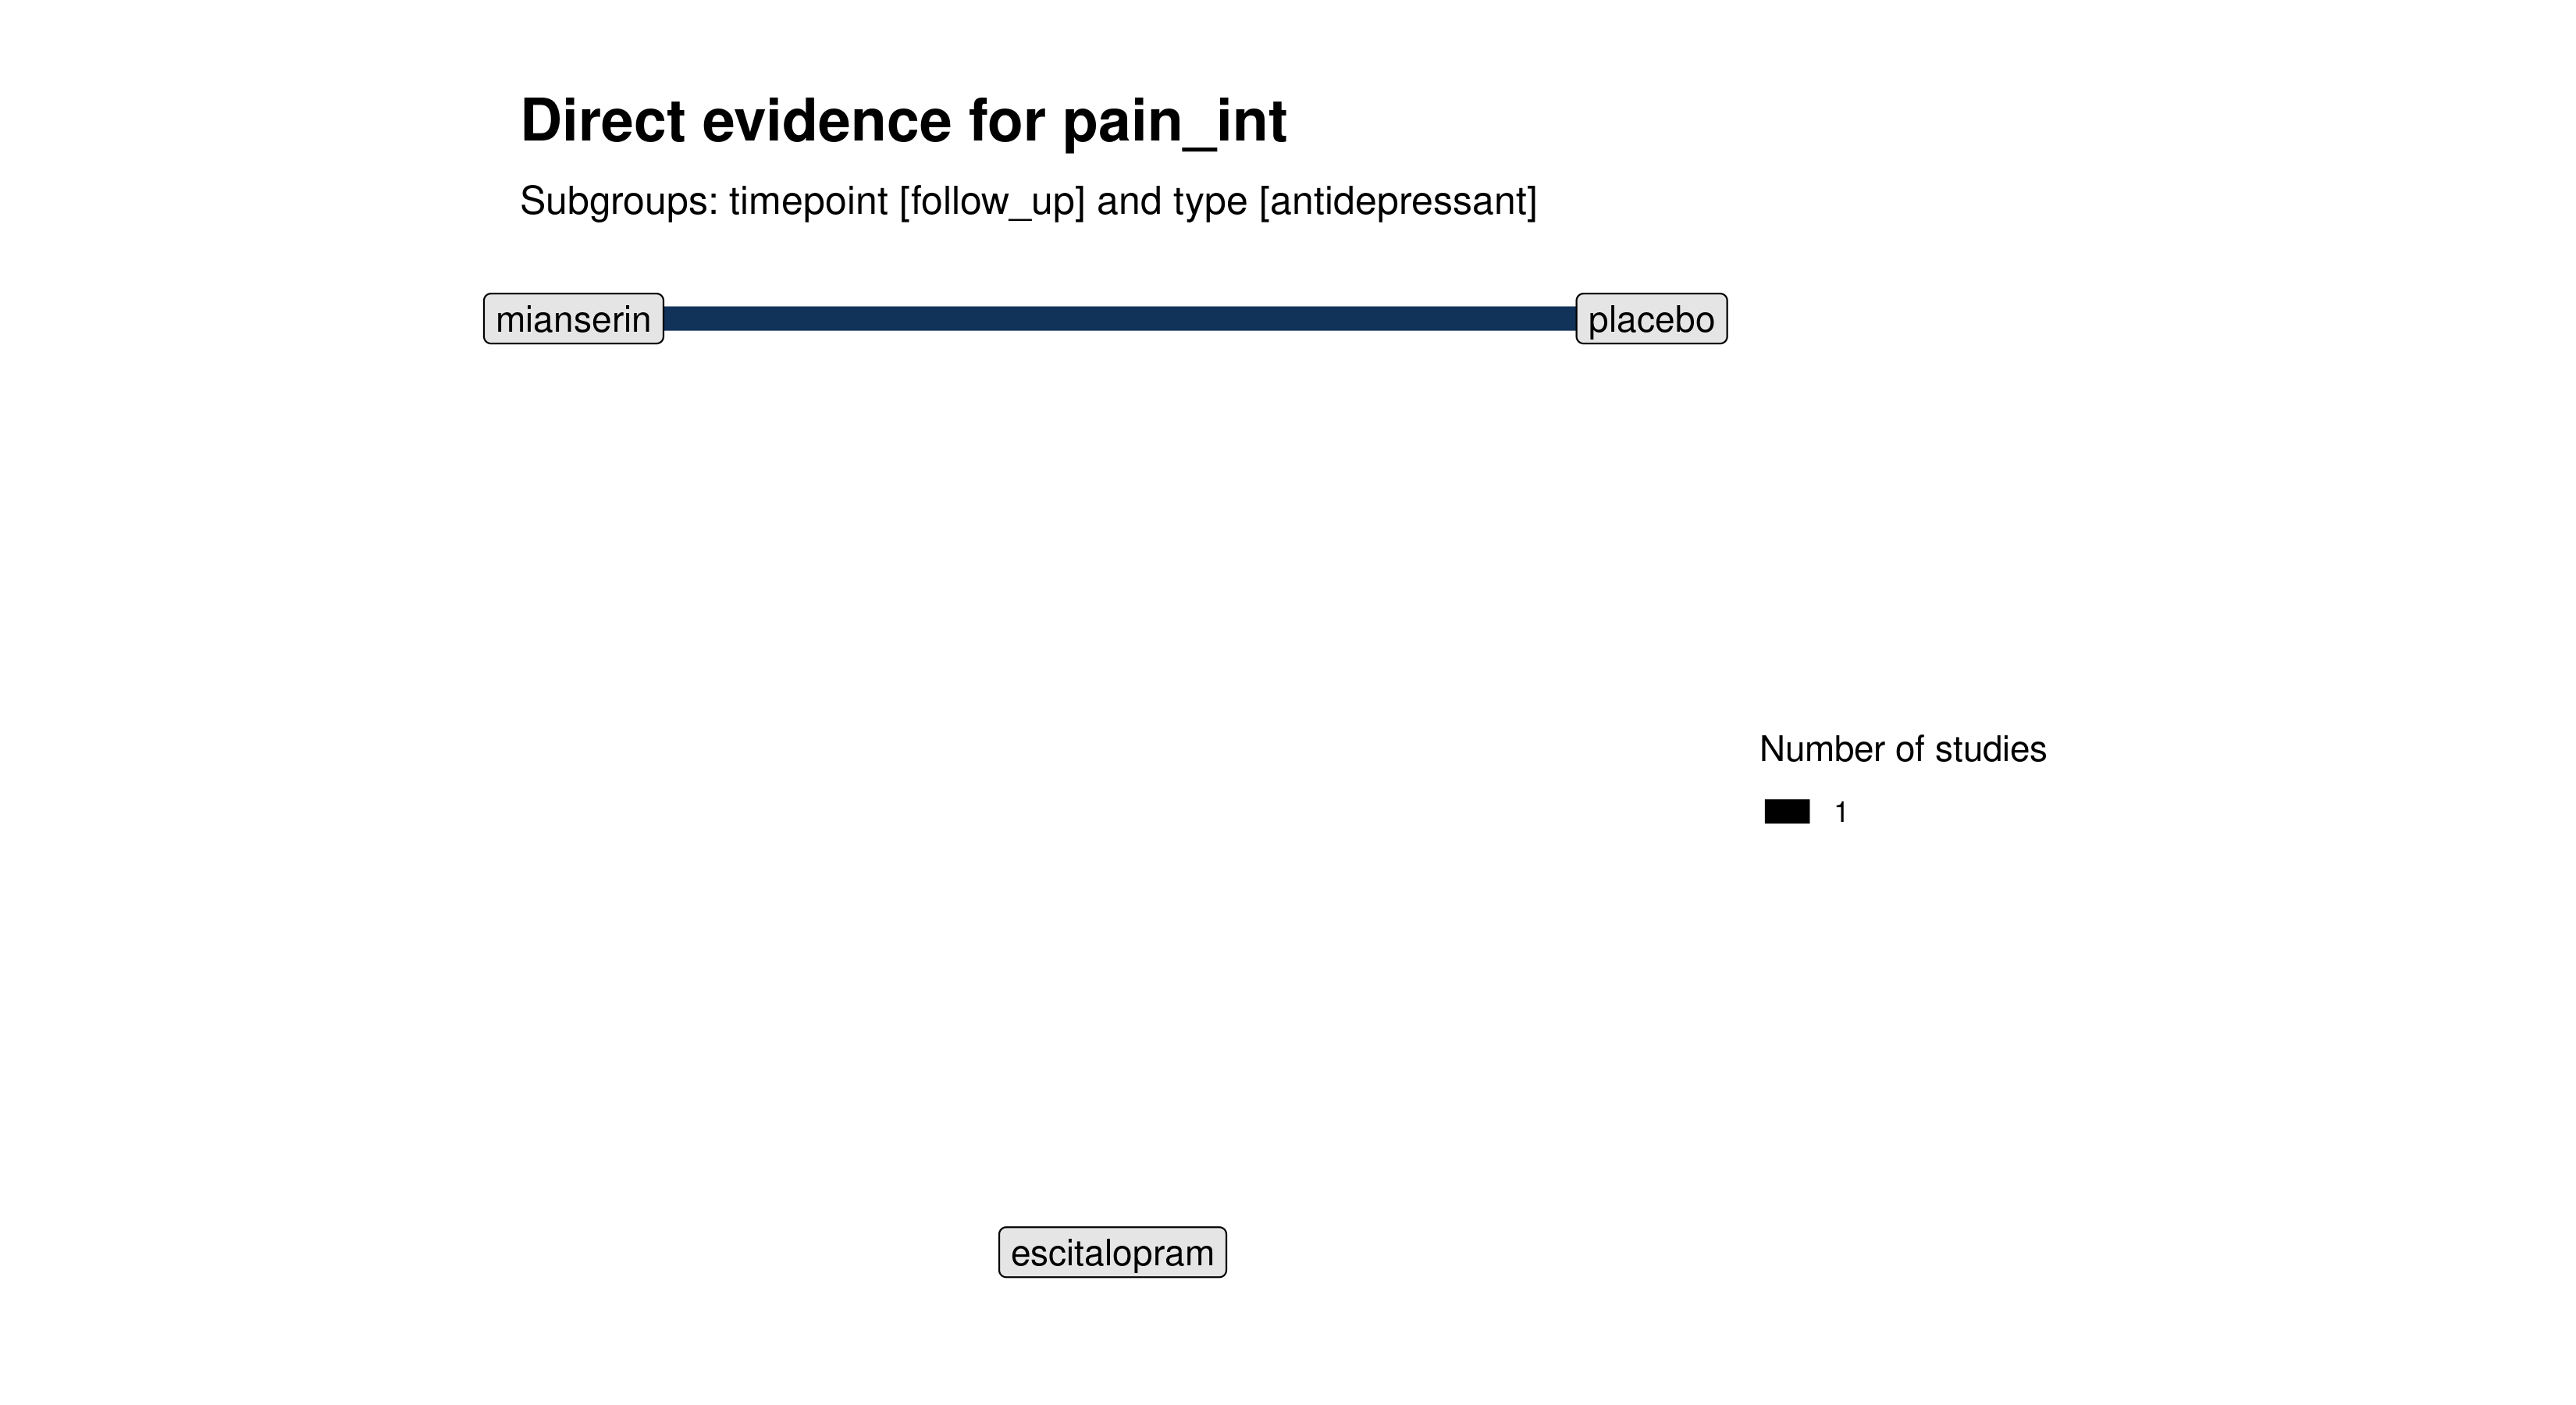 Direct evidence for pain_int
Subgroups: timepoint [follow_up] and type [antidepressant]
mianserin
placebo
Number of studies
1
escitalopram